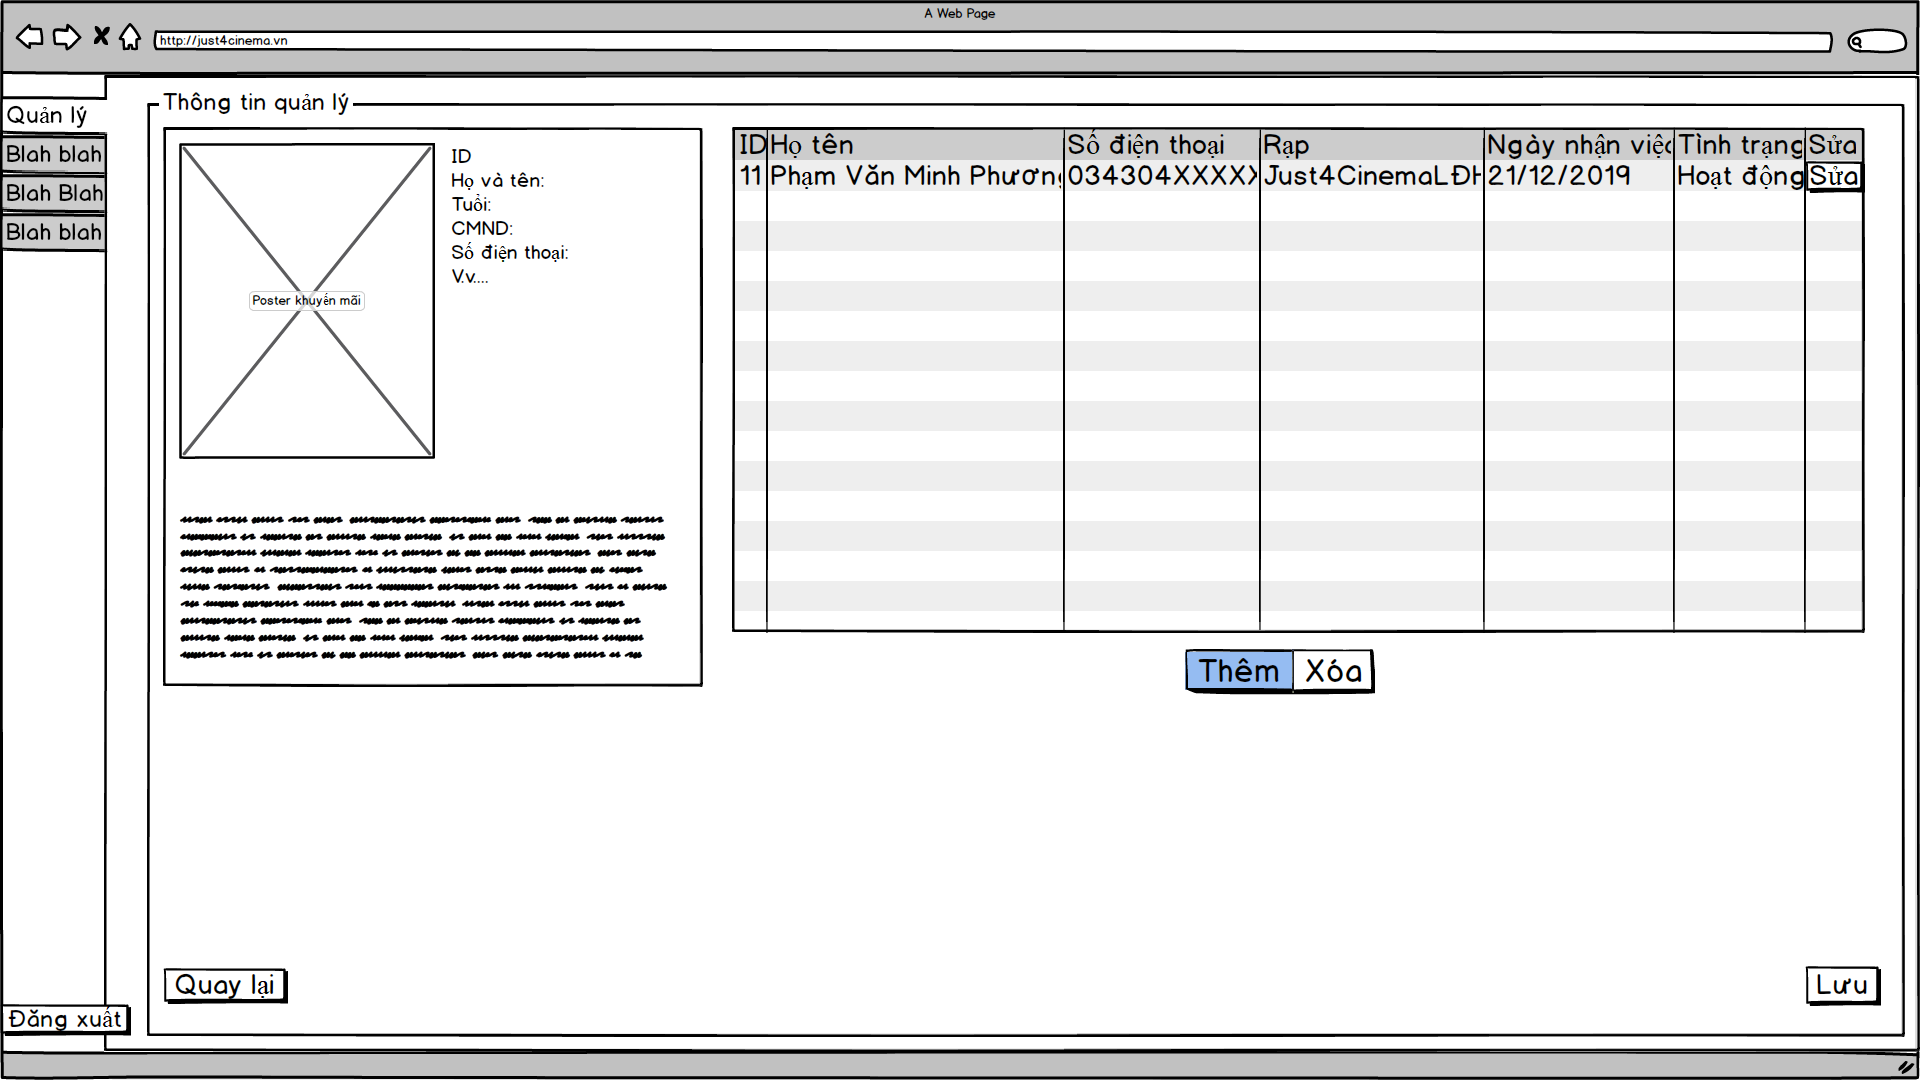 A Web Page
http://just4cinema.vn
Quản lý
Blah blah
Blah Blah
Blah blah
Đăng xuất
Thông tin quản lý
Poster khuyến mãi
ID
Họ và tên:
Tuổi:
CMND:
Số điện thoại:
V.v....
ID Họ tên Số điện thoại Rạp Ngày nhận việc Tình trạng Sửa
11 Phạm Văn Minh Phương 034304XXXXX Just4CinemaLĐH 21/12/2019 Hoạt động Sửa
Thêm Xóa
Quay lại
Lưu